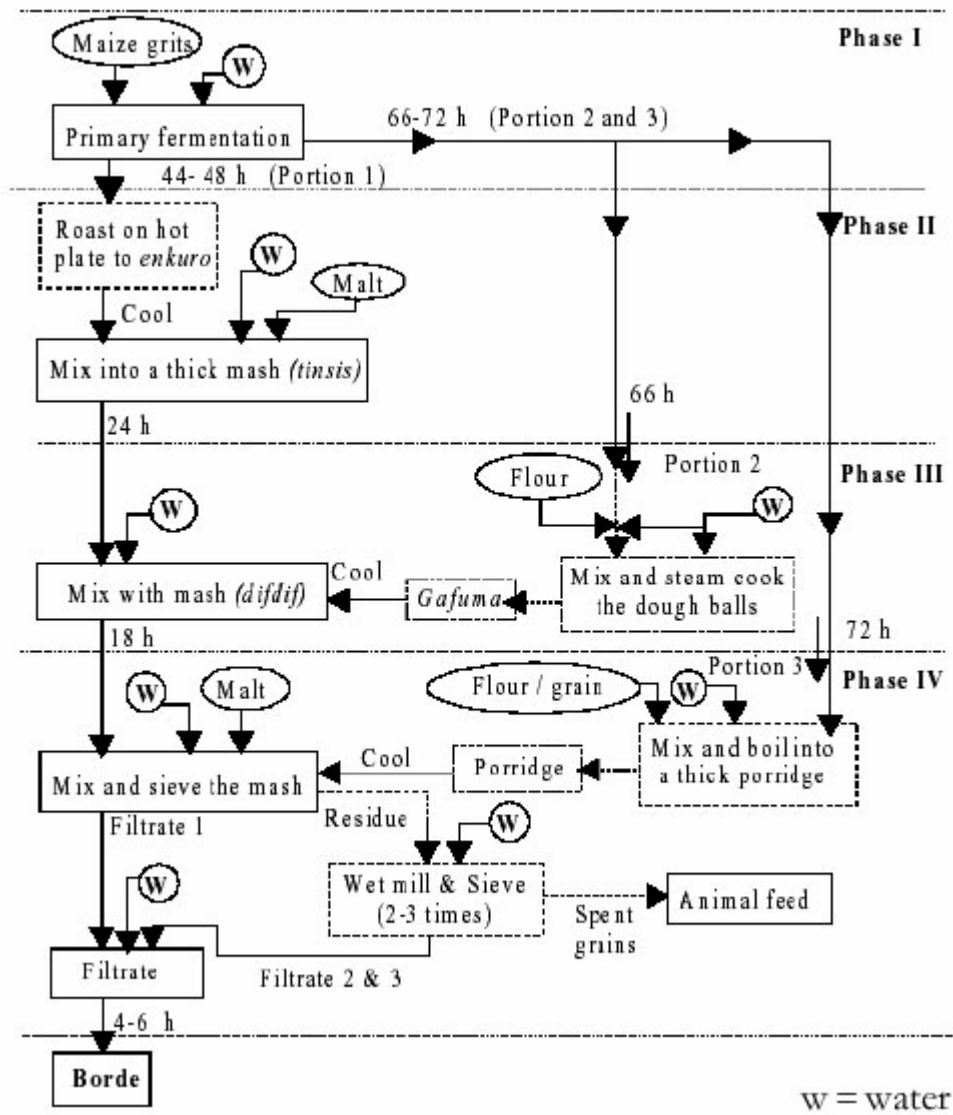 Phase I
Maize grits
W
Primary fermentation
66-72 h (Portion 2 and 3)
44- 48 h (Portion 1)
Phase II
Roast on hot
plate to enkuro
W
Malt
Cool
Mix into a thick mash (tinsis)
24 h
66 h
Portion 2
Phase III
Flour
W
W
Mix with mash (difdif)
Cool
Gafuma
Mix and steam cook
the dough balls
18 h
72 h
Portion 3
Phase IV
W
Malt
Flour / grain
W
Mix and sieve the mash
Cool
Porridge
Mix and boil into
a thick porridge
Filtrate 1
Residue
W
W
Wet mill & Sieve
(2-3 times)
Spent
grains
Animal feed
Filtrate
Filtrate 2 & 3
4-6 h
Borde
w = water